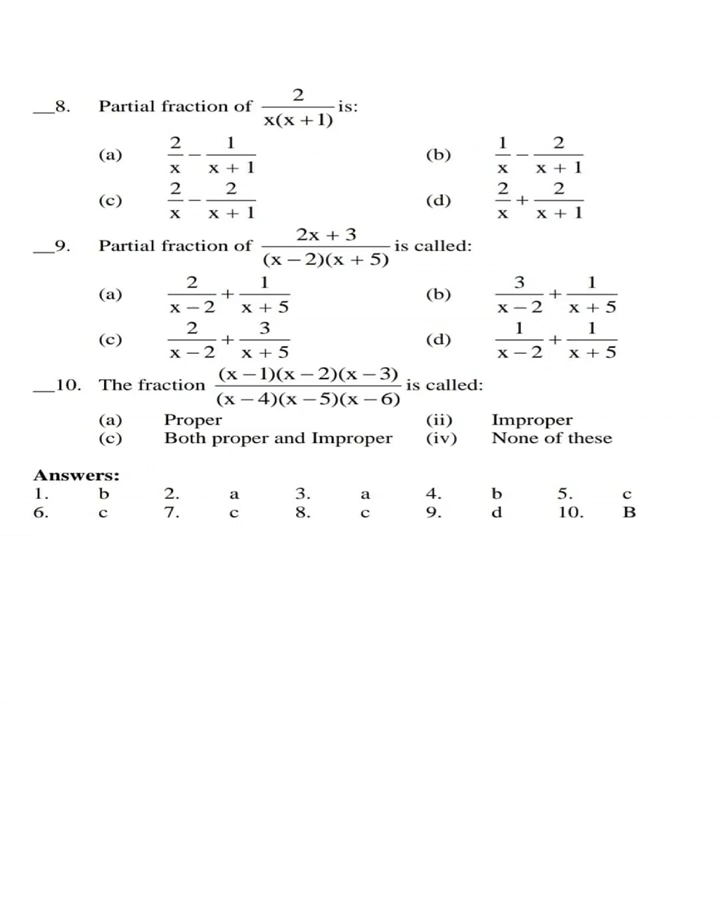 __8. Partial fraction of 2/(x(x + 1)) is:
(a) 2/x − 1/(x + 1) (b) 1/x − 2/(x + 1)
(c) 2/x − 2/(x + 1) (d) 2/x + 2/(x + 1)
__9. Partial fraction of (2x + 3)/((x − 2)(x + 5)) is called:
(a) 2/(x − 2) + 1/(x + 5) (b) 3/(x − 2) + 1/(x + 5)
(c) 2/(x − 2) + 3/(x + 5) (d) 1/(x − 2) + 1/(x + 5)
__10. The fraction ((x − 1)(x − 2)(x − 3))/((x − 4)(x − 5)(x − 6)) is called:
(a) Proper (ii) Improper
(c) Both proper and Improper (iv) None of these
Answers:
1. b 2. a 3. a 4. b 5. c
6. c 7. c 8. c 9. d 10. B